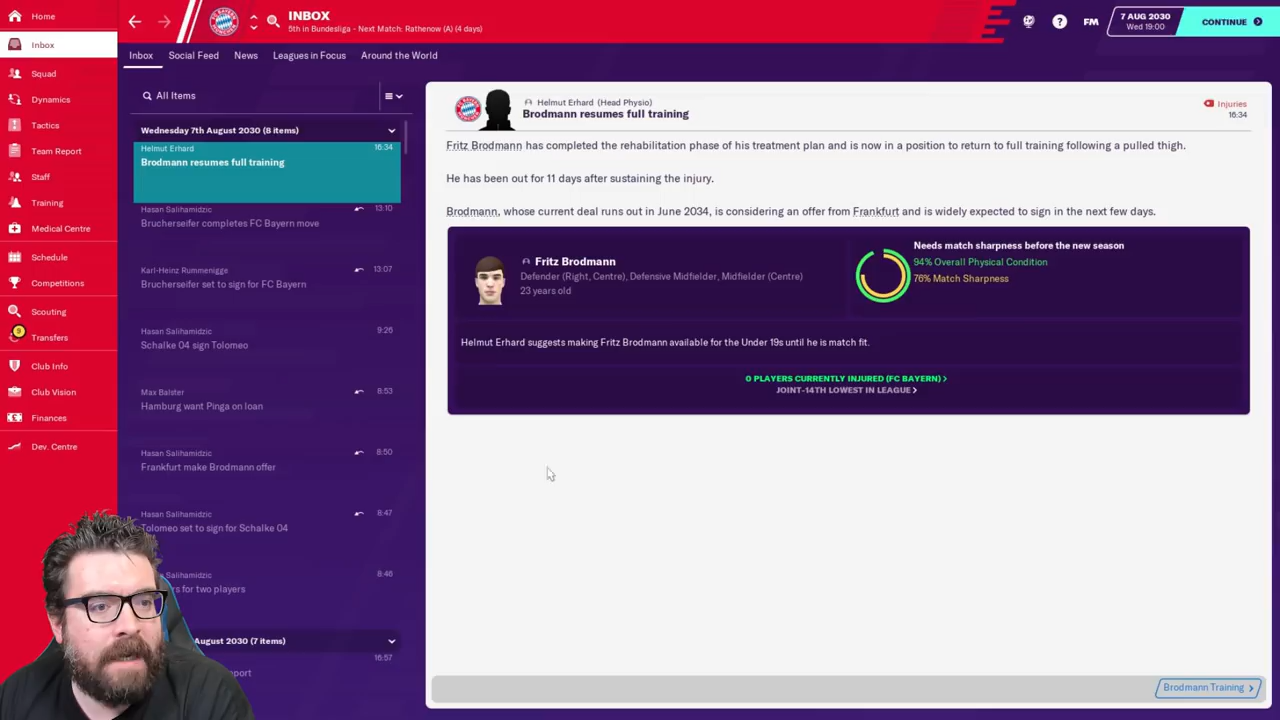 Home
Inbox
Squad
Dynamics
Tactics
Team Report
Staff
Training
Medical Centre
Schedule
Competitions
Scouting
9
Transfers
Club Info
Club Vision
Finances
Dev. Centre
INBOX
5th in Bundesliga - Next Match: Rathenow (A) (4 days)
?
FM
7 AUG 2030
Wed 19:00
CONTINUE
Inbox
Social Feed
News
Leagues in Focus
Around the World
All Items
Wednesday 7th August 2030 (8 items)
Helmut Erhard
16:34
Brodmann resumes full training
Hasan Salihamidzic
13:10
Brucherseifer completes FC Bayern move
Karl-Heinz Rummenigge
13:07
Brucherseifer set to sign for FC Bayern
Hasan Salihamidzic
9:26
Schalke 04 sign Tolomeo
Max Balster
8:53
Hamburg want Pinga on loan
Hasan Salihamidzic
8:50
Frankfurt make Brodmann offer
Hasan Salihamidzic
8:47
Tolomeo set to sign for Schalke 04
Salihamidzic
8:46
for two players
August 2030 (7 items)
16:57
Helmut Erhard (Head Physio)
Brodmann resumes full training
Injuries
16:34
Fritz Brodmann has completed the rehabilitation phase of his treatment plan and is now in a position to return to full training following a pulled thigh.
He has been out for 11 days after sustaining the injury.
Brodmann, whose current deal runs out in June 2034, is considering an offer from Frankfurt and is widely expected to sign in the next few days.
Fritz Brodmann
Defender (Right, Centre), Defensive Midfielder, Midfielder (Centre)
23 years old
Needs match sharpness before the new season
94% Overall Physical Condition
76% Match Sharpness
Helmut Erhard suggests making Fritz Brodmann available for the Under 19s until he is match fit.
0 PLAYERS CURRENTLY INJURED (FC BAYERN) >
JOINT-14TH LOWEST IN LEAGUE >
Brodmann Training >